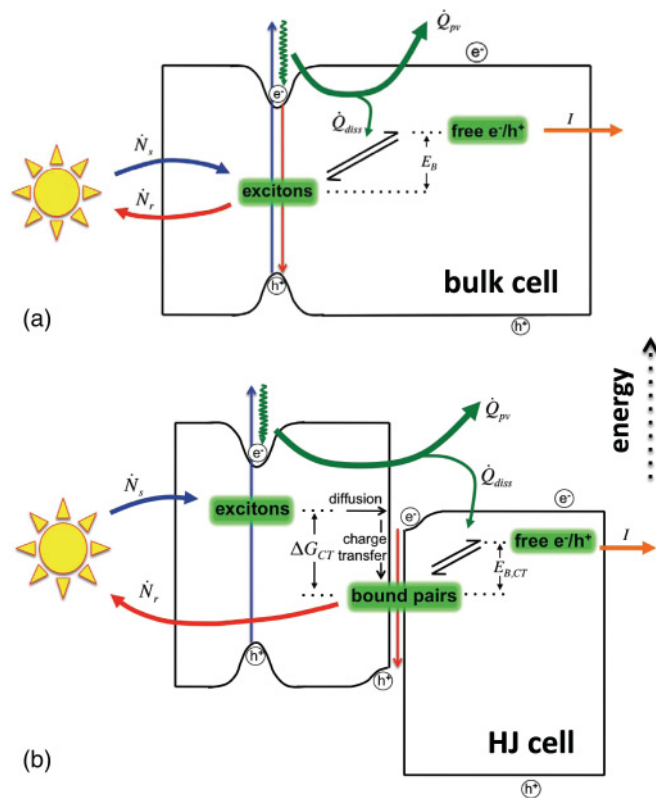 Q̇pv
e-
e-
Q̇diss
free e-/h+
I
Ṅs
EB
Ṅr
excitons
h+
bulk cell
(a)
h+
energy
Q̇pv
e-
Q̇diss
Ṅs
e-
excitons
diffusion
e-
free e-/h+
I
ΔGCT
charge
transfer
EB,CT
Ṅr
bound pairs
h+
h+
HJ cell
(b)
h+